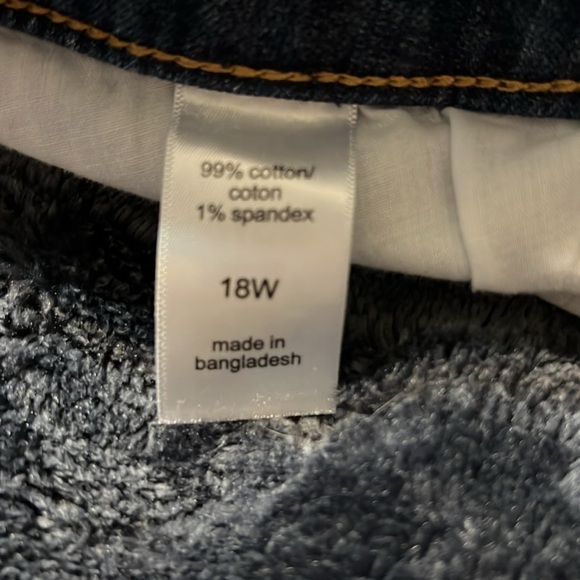 99% cotton/
coton
1% spandex
18W
made in
bangladesh